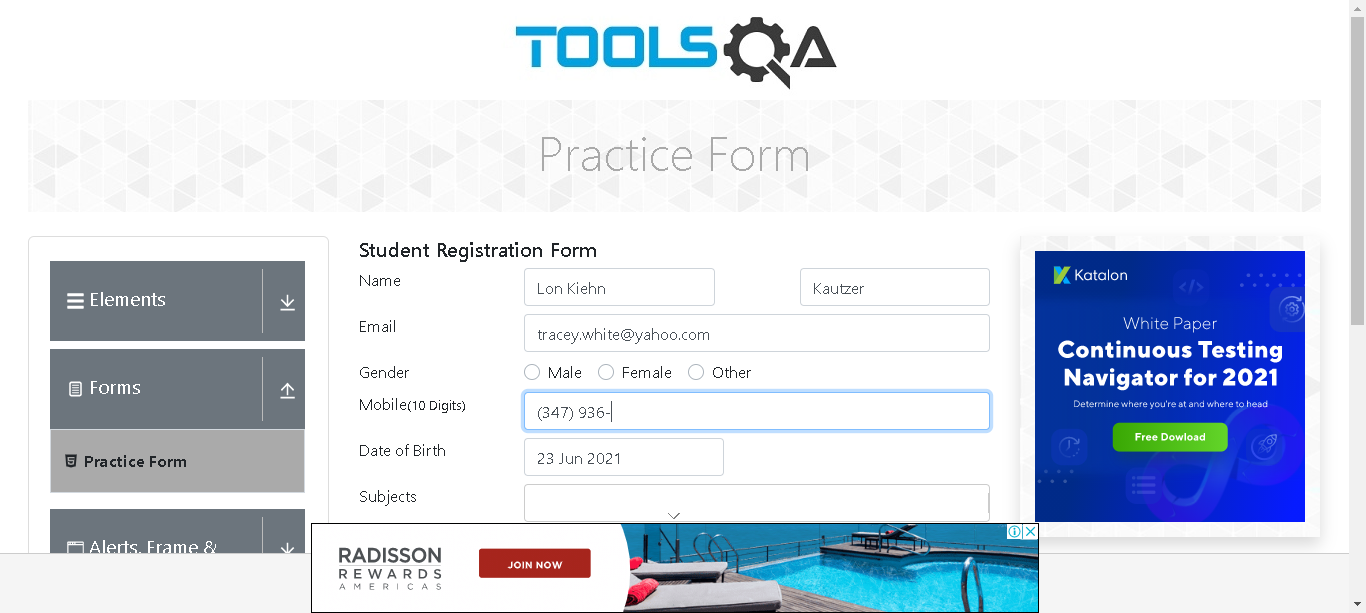 TOOLSQA
Practice Form
Elements
Forms
Practice Form
Alerts, Frame &
Student Registration Form
Name
Lon Kiehn
Kautzer
Email
tracey.white@yahoo.com
Gender
Male
Female
Other
Mobile(10 Digits)
(347) 936-
Date of Birth
23 Jun 2021
Subjects
Katalon
White Paper
Continuous Testing
Navigator for 2021
Determine where you're at and where to head
Free Dowload
RADISSON
REWARDS
AMERICAS
JOIN NOW